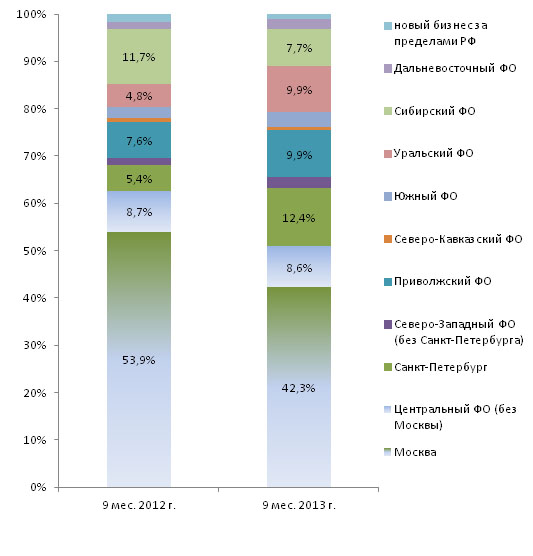 100%
90%
80%
70%
60%
50%
40%
30%
20%
10%
0%
11,7%
4,8%
7,6%
5,4%
8,7%
53,9%
7,7%
9,9%
9,9%
12,4%
8,6%
42,3%
9 мес. 2012 г.
9 мес. 2013 г.
новый бизнес за
пределами РФ
Дальневосточный ФО
Сибирский ФО
Уральский ФО
Южный ФО
Северо-Кавказский ФО
Приволжский ФО
Северо-Западный ФО
(без Санкт-Петербурга)
Санкт-Петербург
Центральный ФО (без
Москвы)
Москва